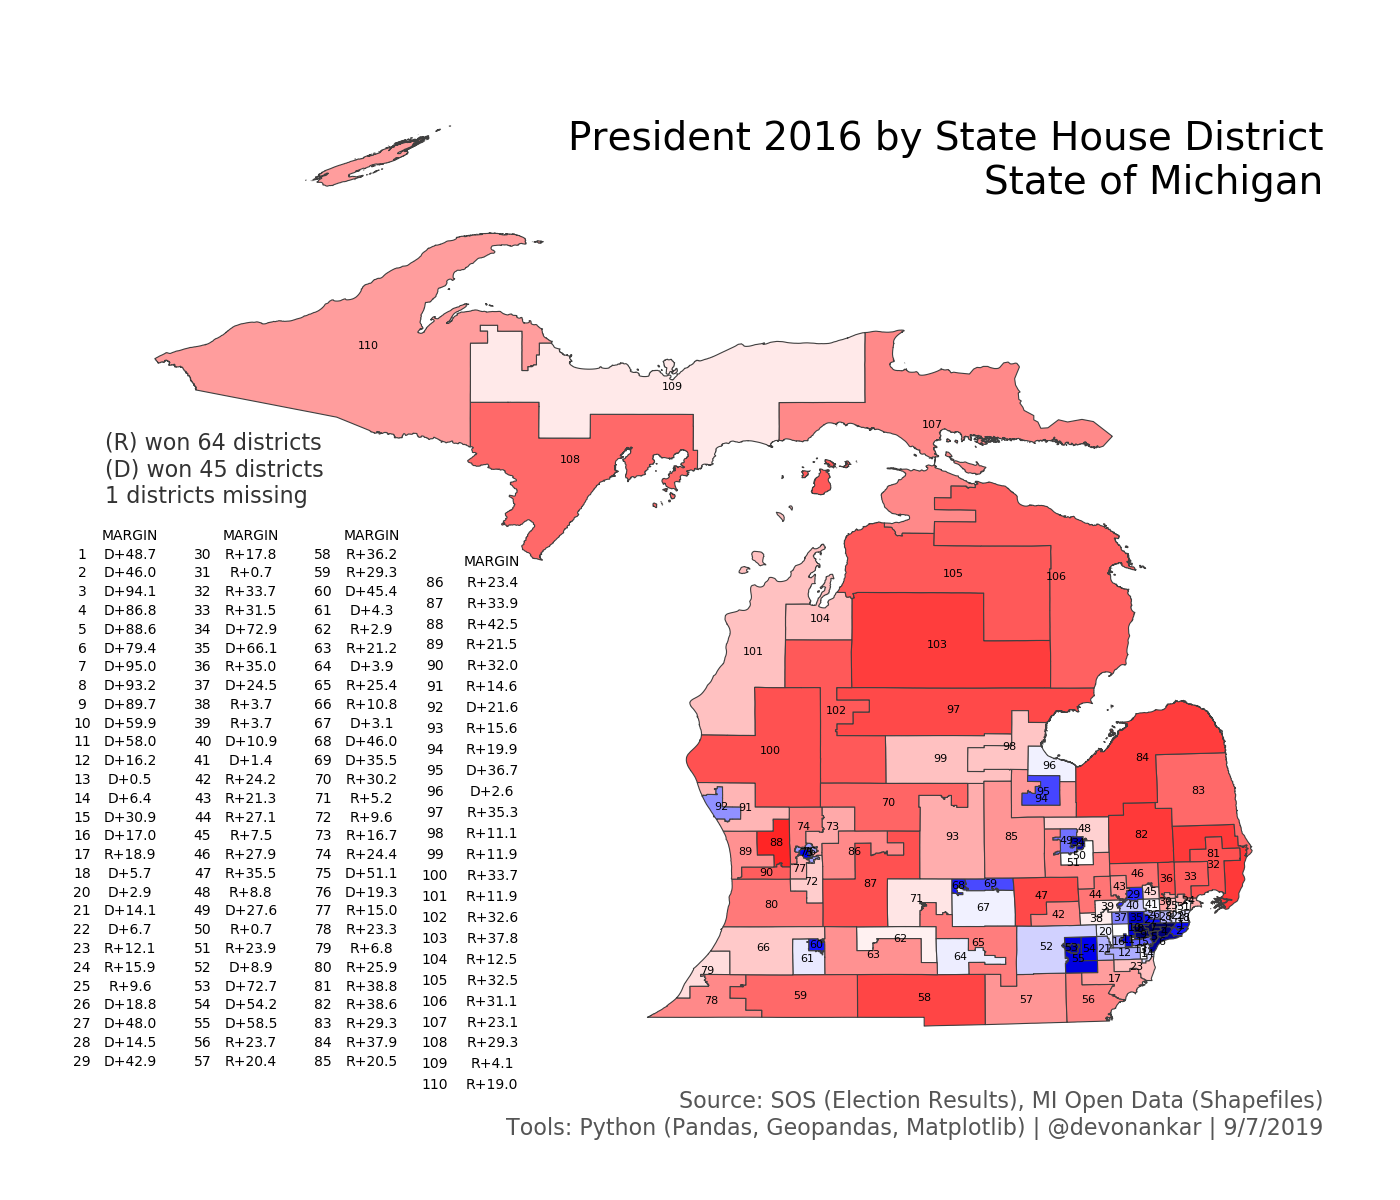 President 2016 by State House District
State of Michigan
(R) won 64 districts
(D) won 45 districts
1 districts missing
MARGIN
1 D+48.7
2 D+46.0
3 D+94.1
4 D+86.8
5 D+88.6
6 D+79.4
7 D+95.0
8 D+93.2
9 D+89.7
10 D+59.9
11 D+58.0
12 D+16.2
13 D+0.5
14 D+6.4
15 D+30.9
16 D+17.0
17 R+18.9
18 D+5.7
20 D+2.9
21 D+14.1
22 D+6.7
23 R+12.1
24 R+15.9
25 R+9.6
26 D+18.8
27 D+48.0
28 D+14.5
29 D+42.9
MARGIN
30 R+17.8
31 R+0.7
32 R+33.7
33 R+31.5
34 D+72.9
35 D+66.1
36 R+35.0
37 D+24.5
38 R+3.7
39 R+3.7
40 D+10.9
41 D+1.4
42 R+24.2
43 R+21.3
44 R+27.1
45 R+7.5
46 R+27.9
47 R+35.5
48 R+8.8
49 D+27.6
50 R+0.7
51 R+23.9
52 D+8.9
53 D+72.7
54 D+54.2
55 D+58.5
56 R+23.7
57 R+20.4
MARGIN
58 R+36.2
59 R+29.3
60 D+45.4
61 D+4.3
62 R+2.9
63 R+21.2
64 D+3.9
65 R+25.4
66 R+10.8
67 D+3.1
68 D+46.0
69 D+35.5
70 R+30.2
71 R+5.2
72 R+9.6
73 R+16.7
74 R+24.4
75 D+51.1
76 D+19.3
77 R+15.0
78 R+23.3
79 R+6.8
80 R+25.9
81 R+38.8
82 R+38.6
83 R+29.3
84 R+37.9
85 R+20.5
MARGIN
86 R+23.4
87 R+33.9
88 R+42.5
89 R+21.5
90 R+32.0
91 R+14.6
92 D+21.6
93 R+15.6
94 R+19.9
95 D+36.7
96 D+2.6
97 R+35.3
98 R+11.1
99 R+11.9
100 R+33.7
101 R+11.9
102 R+32.6
103 R+37.8
104 R+12.5
105 R+32.5
106 R+31.1
107 R+23.1
108 R+29.3
109 R+4.1
110 R+19.0
110
109
107
108
105
106
104
103
101
102
97
100
98
99
96
84
95
94
83
92
91
70
88
74
73
93
85
48
49
82
50
51
89
86
77
90
72
87
81
32
46
36
33
43
80
71
68
69
67
47
44
42
29
45
39
40
41
38
37
66
60
61
62
63
65
64
52
20
21
12
79
78
59
58
57
56
17
23
Source: SOS (Election Results), MI Open Data (Shapefiles)
Tools: Python (Pandas, Geopandas, Matplotlib) | @devonankar | 9/7/2019